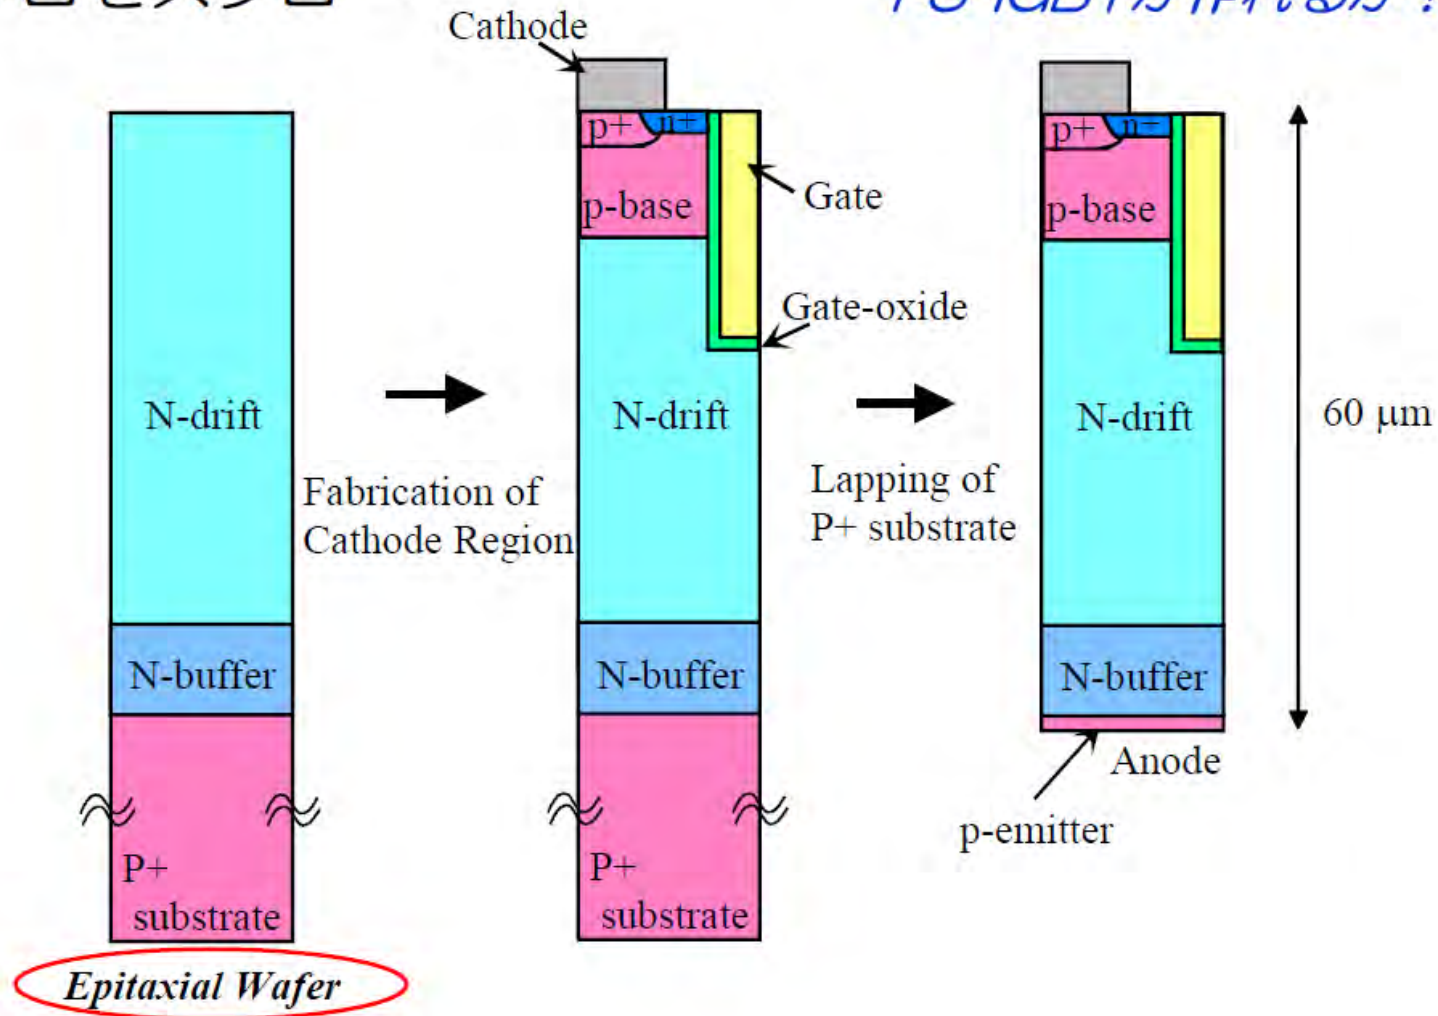 Cathode
p+
n+
p-base
Gate
Gate-oxide
N-drift
N-buffer
P+
substrate
Epitaxial Wafer
Fabrication of
Cathode Region
N-drift
N-buffer
P+
substrate
Lapping of
P+ substrate
p+
n+
p-base
N-drift
N-buffer
Anode
p-emitter
60 μm